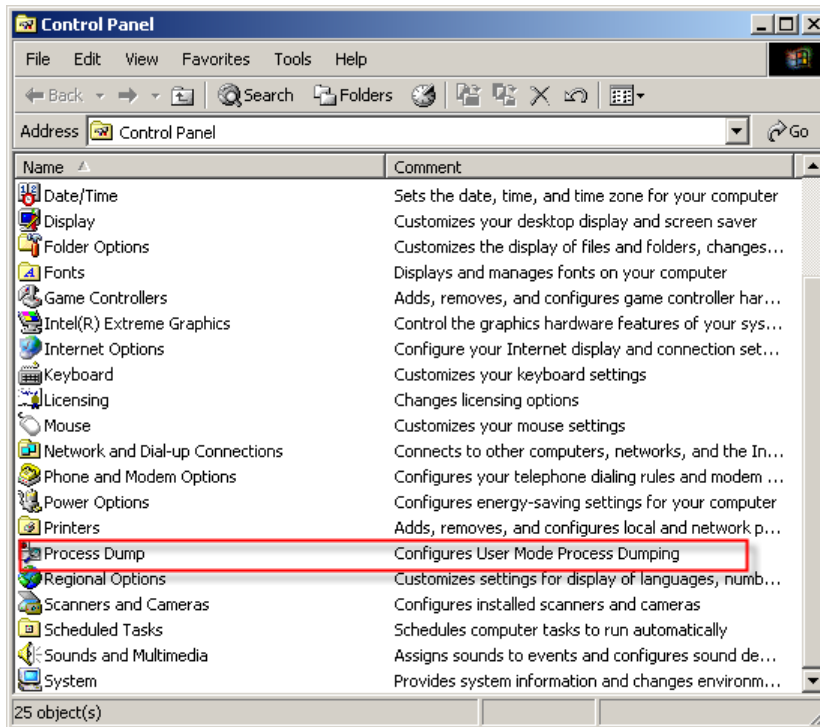 Control Panel
File Edit View Favorites Tools Help
Back Search Folders
Address Control Panel Go
Name Comment
Date/Time Sets the date, time, and time zone for your computer
Display Customizes your desktop display and screen saver
Folder Options Customizes the display of files and folders, changes...
Fonts Displays and manages fonts on your computer
Game Controllers Adds, removes, and configures game controller har...
Intel(R) Extreme Graphics Control the graphics hardware features of your sys...
Internet Options Configure your Internet display and connection set...
Keyboard Customizes your keyboard settings
Licensing Changes licensing options
Mouse Customizes your mouse settings
Network and Dial-up Connections Connects to other computers, networks, and the In...
Phone and Modem Options Configures your telephone dialing rules and modem ...
Power Options Configures energy-saving settings for your computer
Printers Adds, removes, and configures local and network p...
Process Dump Configures User Mode Process Dumping
Regional Options Customizes settings for display of languages, numb...
Scanners and Cameras Configures installed scanners and cameras
Scheduled Tasks Schedules computer tasks to run automatically
Sounds and Multimedia Assigns sounds to events and configures sound de...
System Provides system information and changes environm...
25 object(s)